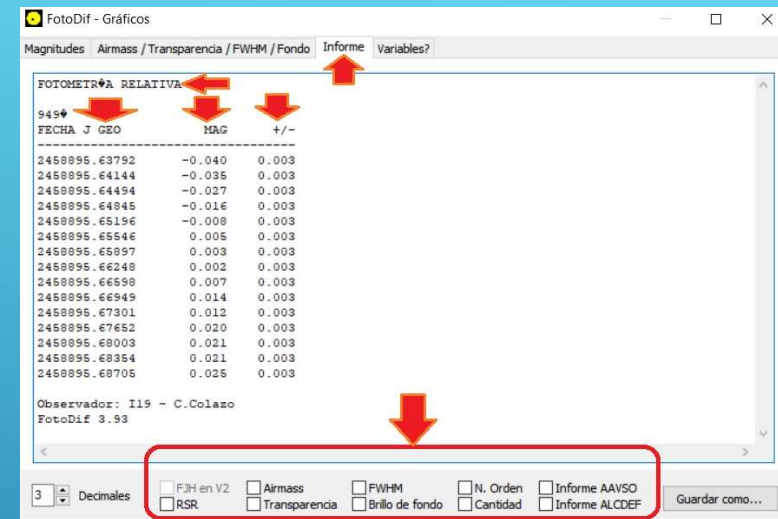 FotoDif - Gráficos
Magnitudes Airmass / Transparencia / FWHM / Fondo Informe Variables?
FOTOMETR�A RELATIVA
949�
FECHA J GEO MAG +/-
---------------------------------------
2458895.63792 -0.040 0.003
2458895.64144 -0.035 0.003
2458895.64494 -0.027 0.003
2458895.64845 -0.016 0.003
2458895.65196 -0.008 0.003
2458895.65546 0.005 0.003
2458895.65897 0.003 0.003
2458895.66248 0.002 0.003
2458895.66598 0.007 0.003
2458895.66949 0.014 0.003
2458895.67301 0.012 0.003
2458895.67652 0.020 0.003
2458895.68003 0.021 0.003
2458895.68354 0.021 0.003
2458895.68705 0.025 0.003
Observador: I19 - C.Colazo
FotoDif 3.93
3 Decimales
FJH en V2 Airmass FWHM N. Orden Informe AAVSO
RSR Transparencia Brillo de fondo Cantidad Informe ALCDEF
Guardar como...